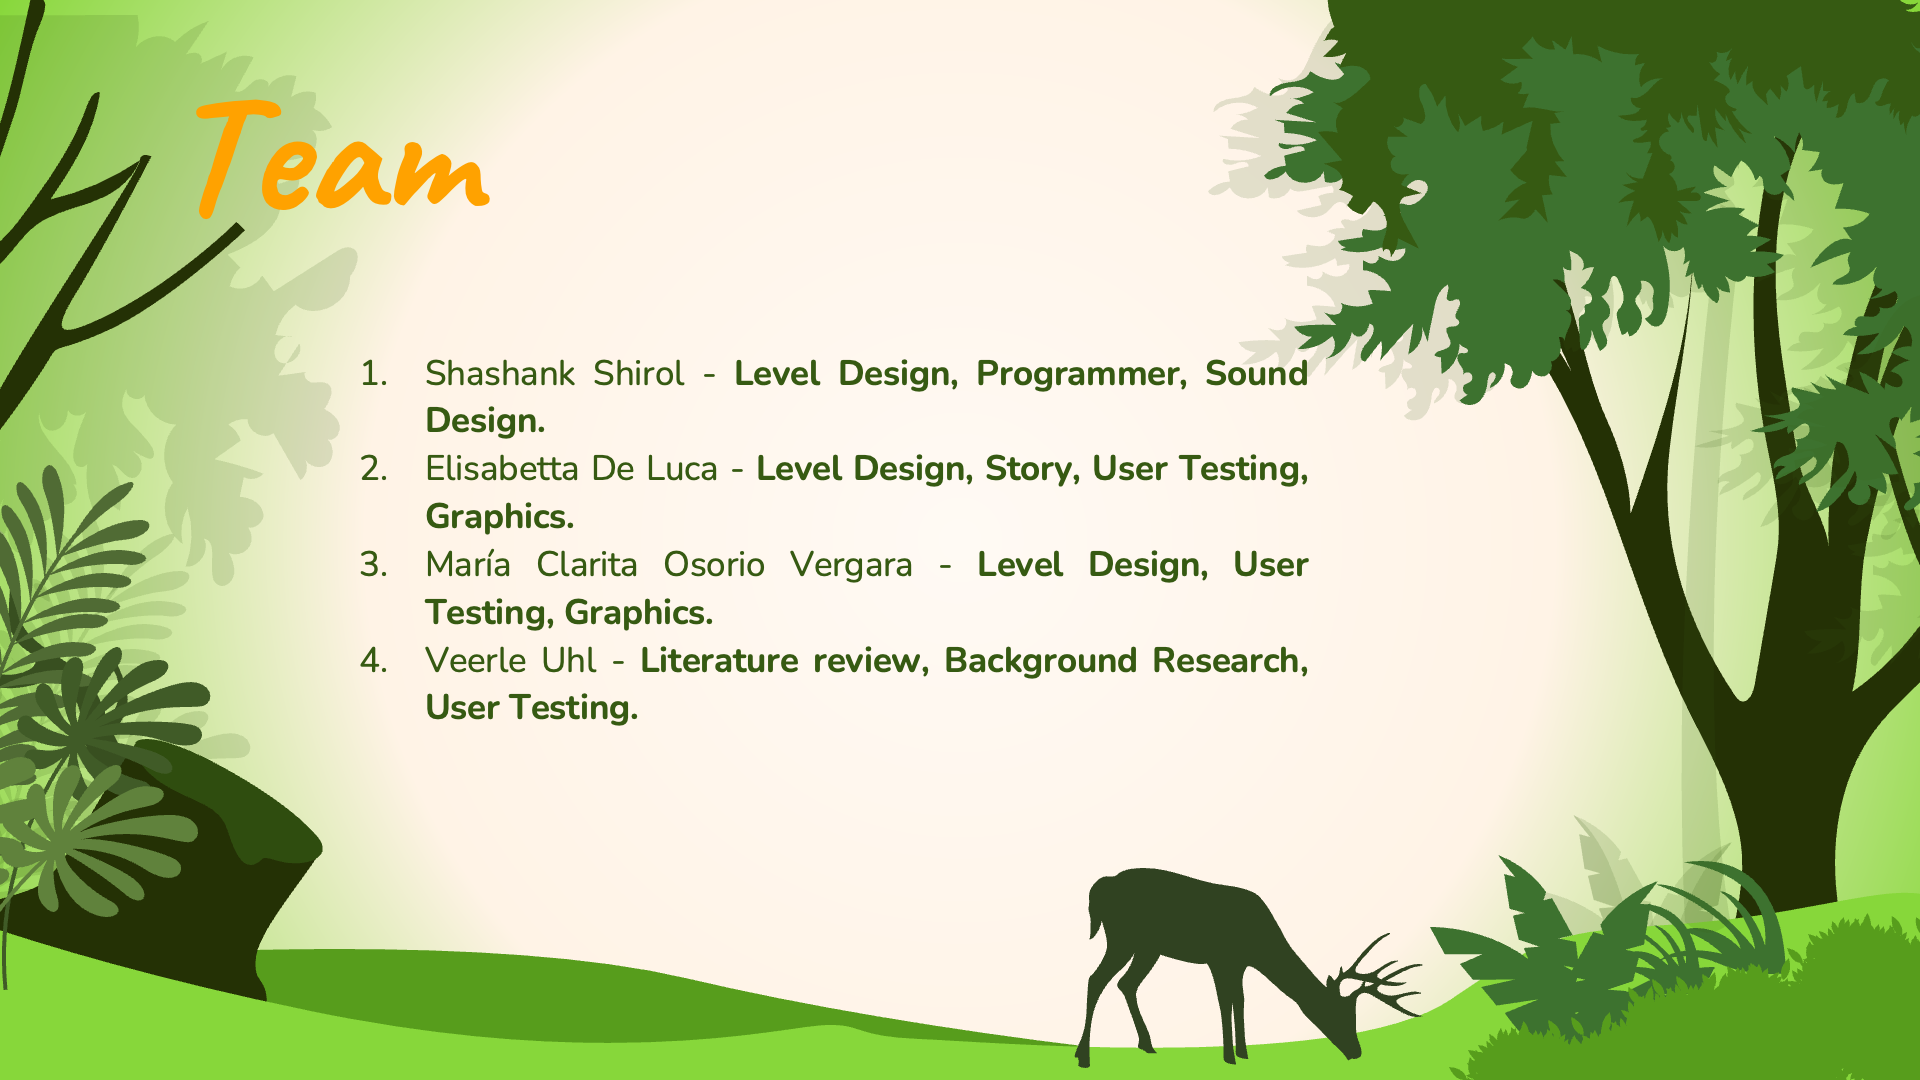 Team
1. Shashank Shirol - Level Design, Programmer, Sound
Design.
2. Elisabetta De Luca - Level Design, Story, User Testing,
Graphics.
3. María Clarita Osorio Vergara - Level Design, User
Testing, Graphics.
4. Veerle Uhl - Literature review, Background Research,
User Testing.